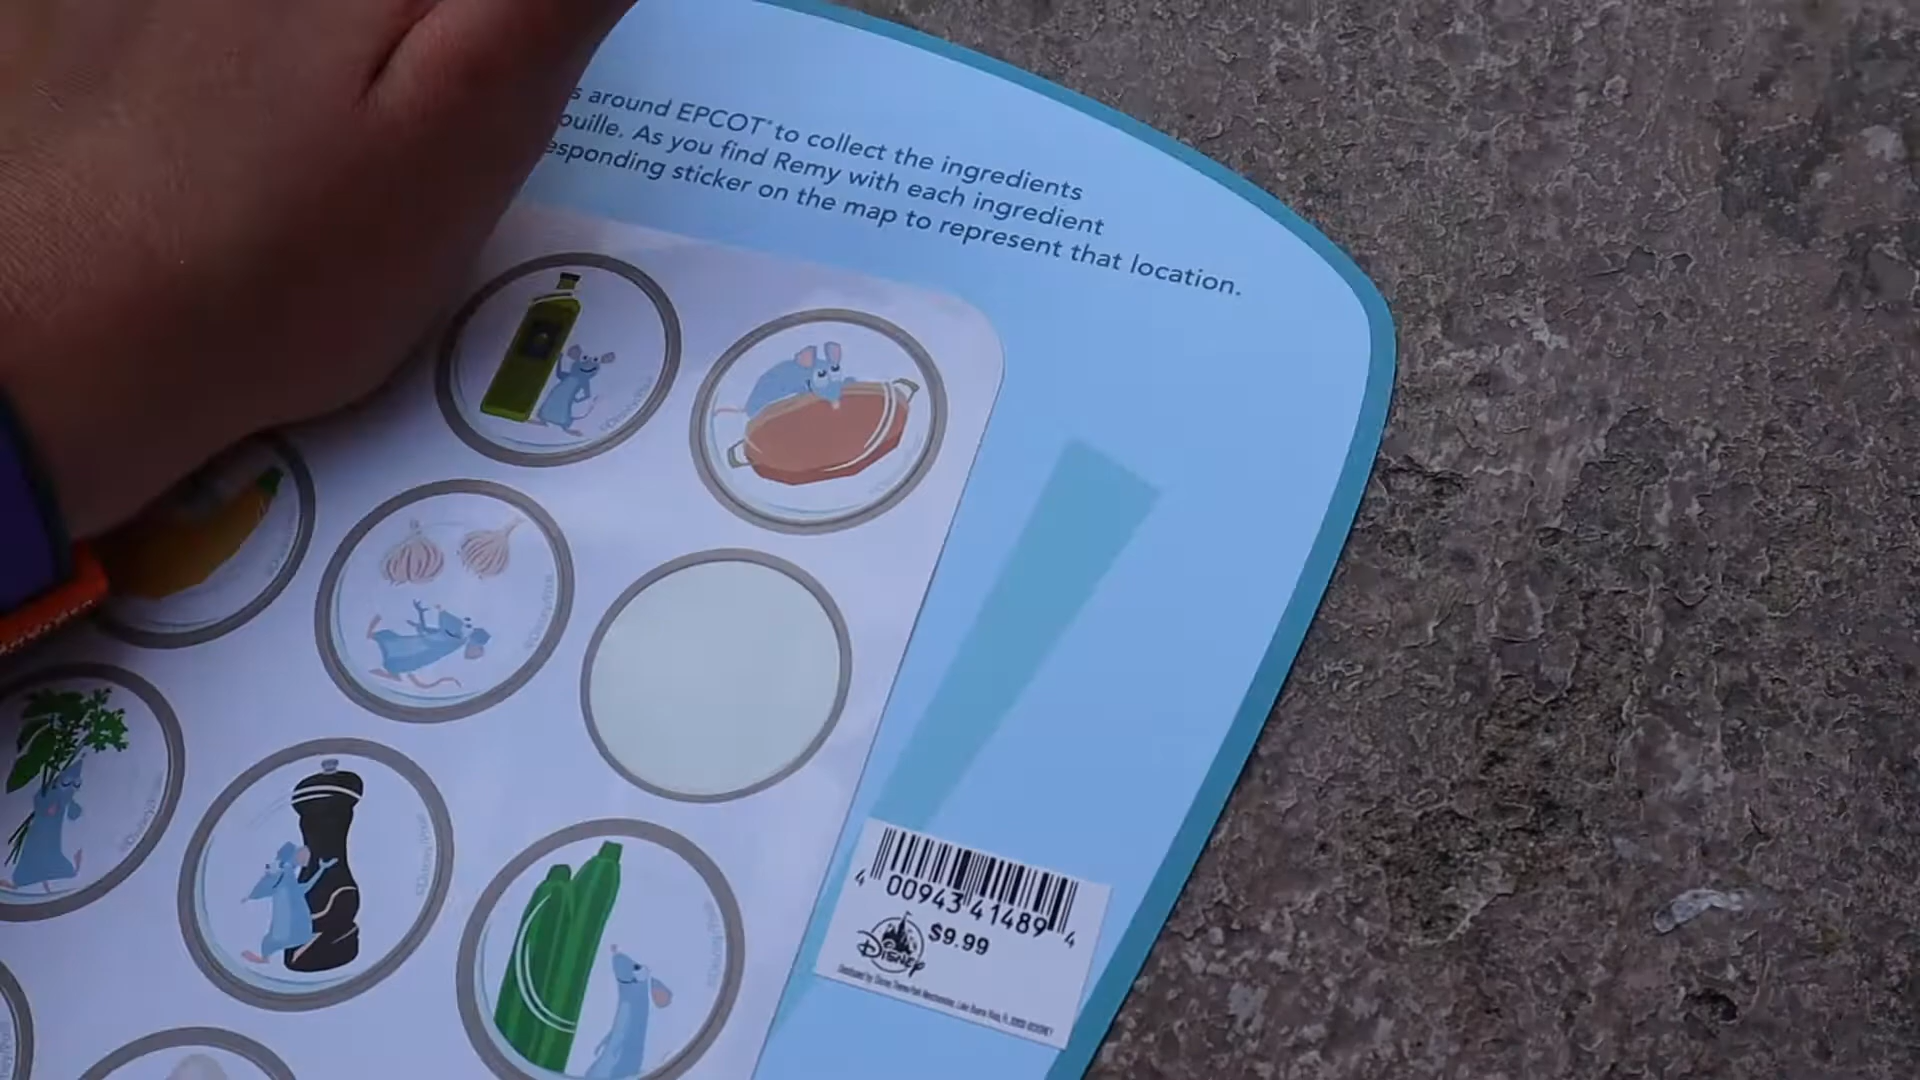 s around EPCOT® to collect the ingredients
ouille. As you find Remy with each ingredient
esponding sticker on the map to represent that location.
4 00943 41489 4
DISNEY $9.99